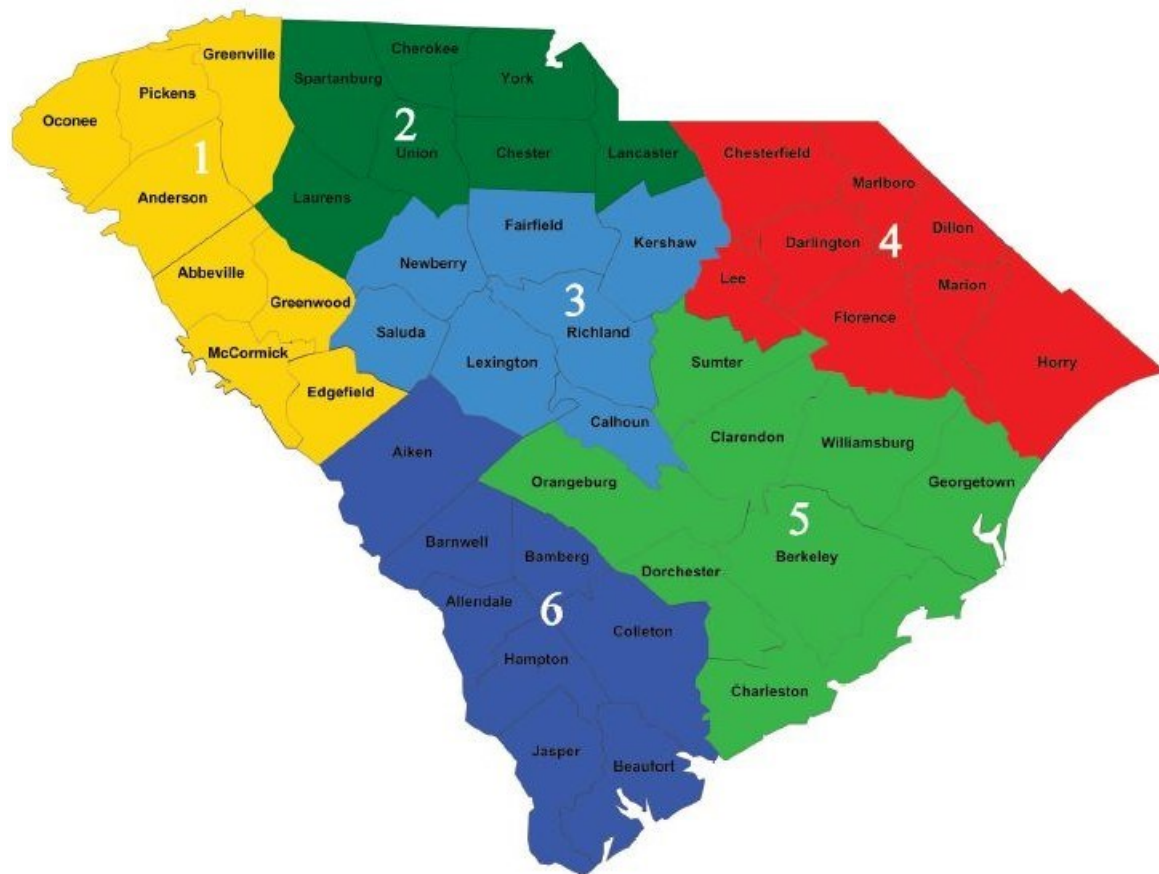 Greenville
Cherokee
Spartanburg
York
Pickens
Oconee
2
1
Union
Chester
Lancaster
Chesterfield
Marlboro
Anderson
Laurens
Fairfield
Dillon
Kershaw
Darlington
4
Newberry
Abbeville
Lee
Marion
Greenwood
3
Florence
Saluda
Richland
McCormick
Lexington
Sumter
Horry
Edgefield
Calhoun
Clarendon
Williamsburg
Aiken
Orangeburg
Georgetown
5
Barnwell
Bamberg
Berkeley
Dorchester
Allendale
6
Colleton
Hampton
Charleston
Jasper
Beaufort